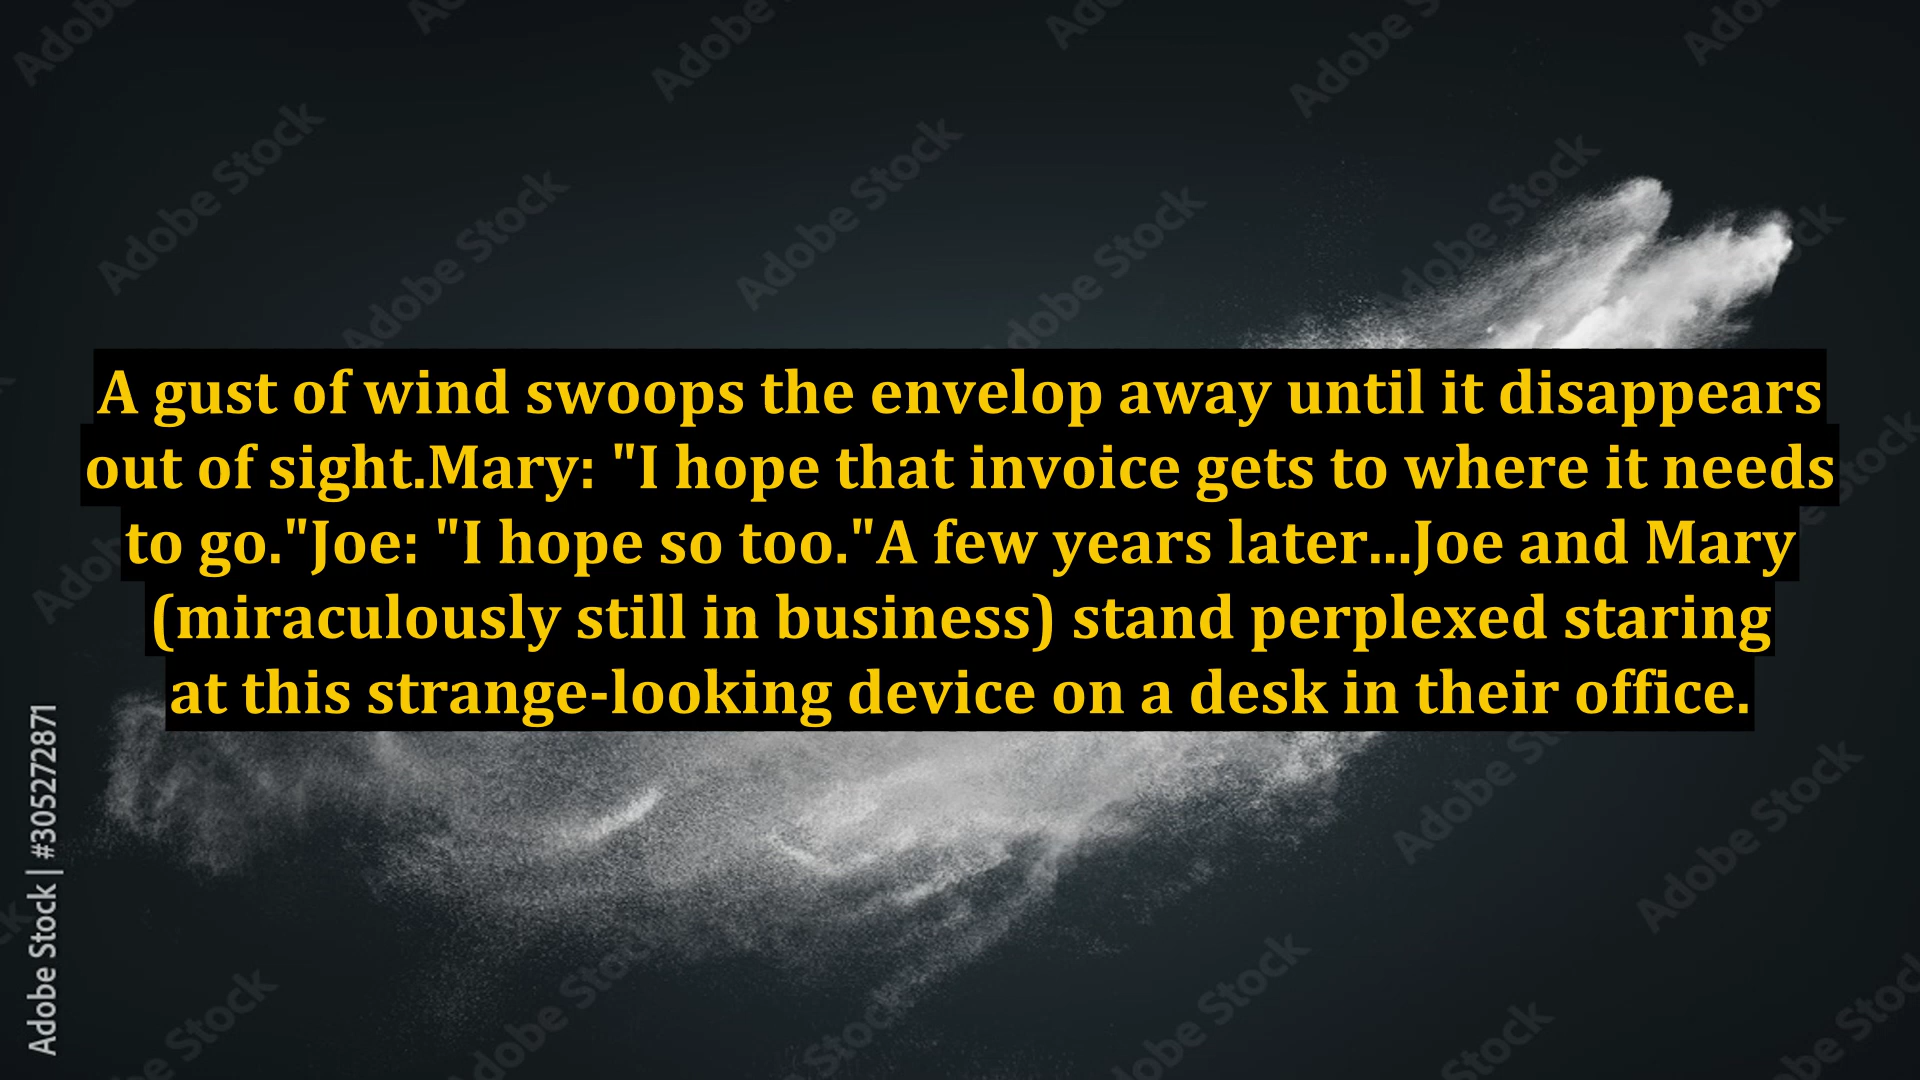 A gust of wind swoops the envelop away until it disappears
out of sight.Mary: "I hope that invoice gets to where it needs
to go."Joe: "I hope so too."A few years later...Joe and Mary
(miraculously still in business) stand perplexed staring
at this strange-looking device on a desk in their office.
Adobe Stock | #305272871
Adobe Stock